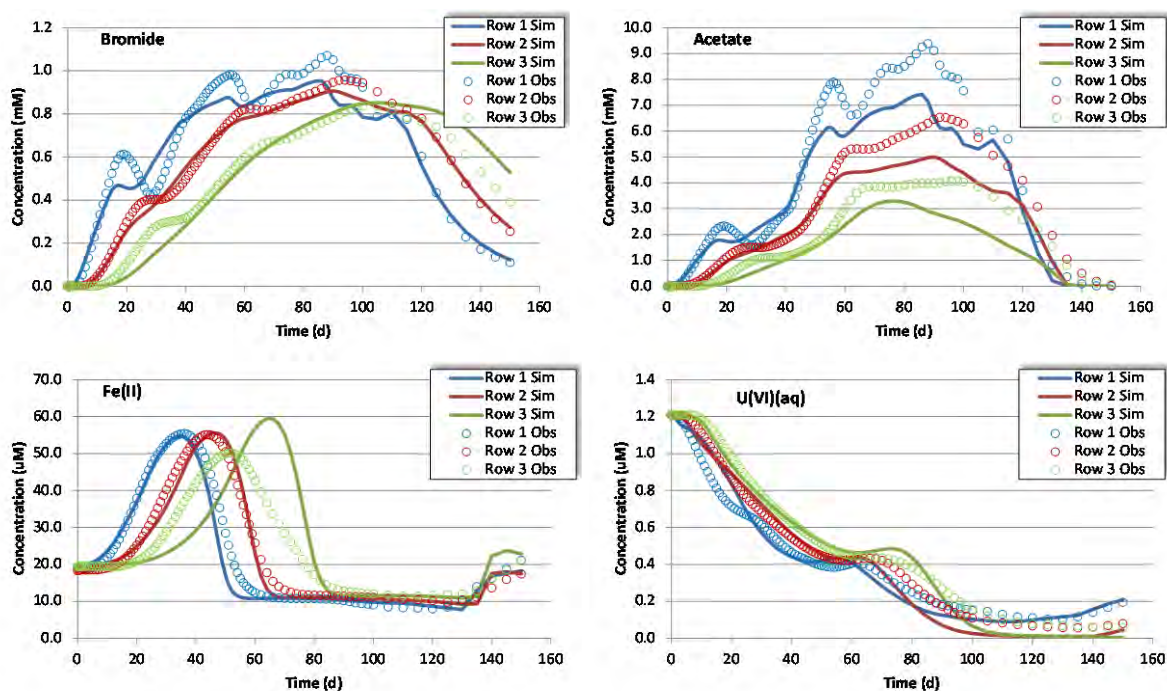 Bromide
Concentration (mM)
1.2
1.0
0.8
0.6
0.4
0.2
0.0
0 20 40 60 80 100 120 140 160
Time (d)
Row 1 Sim
Row 2 Sim
Row 3 Sim
Row 1 Obs
Row 2 Obs
Row 3 Obs
Acetate
Concentration (mM)
10.0
9.0
8.0
7.0
6.0
5.0
4.0
3.0
2.0
1.0
0.0
0 20 40 60 80 100 120 140 160
Time (d)
Row 1 Sim
Row 2 Sim
Row 3 Sim
Row 1 Obs
Row 2 Obs
Row 3 Obs
Fe(II)
Concentration (uM)
70.0
60.0
50.0
40.0
30.0
20.0
10.0
0.0
0 20 40 60 80 100 120 140 160
Time (d)
Row 1 Sim
Row 2 Sim
Row 3 Sim
Row 1 Obs
Row 2 Obs
Row 3 Obs
U(VI)(aq)
Concentration (uM)
1.4
1.2
1.0
0.8
0.6
0.4
0.2
0.0
0 20 40 60 80 100 120 140 160
Time (d)
Row 1 Sim
Row 2 Sim
Row 3 Sim
Row 1 Obs
Row 2 Obs
Row 3 Obs